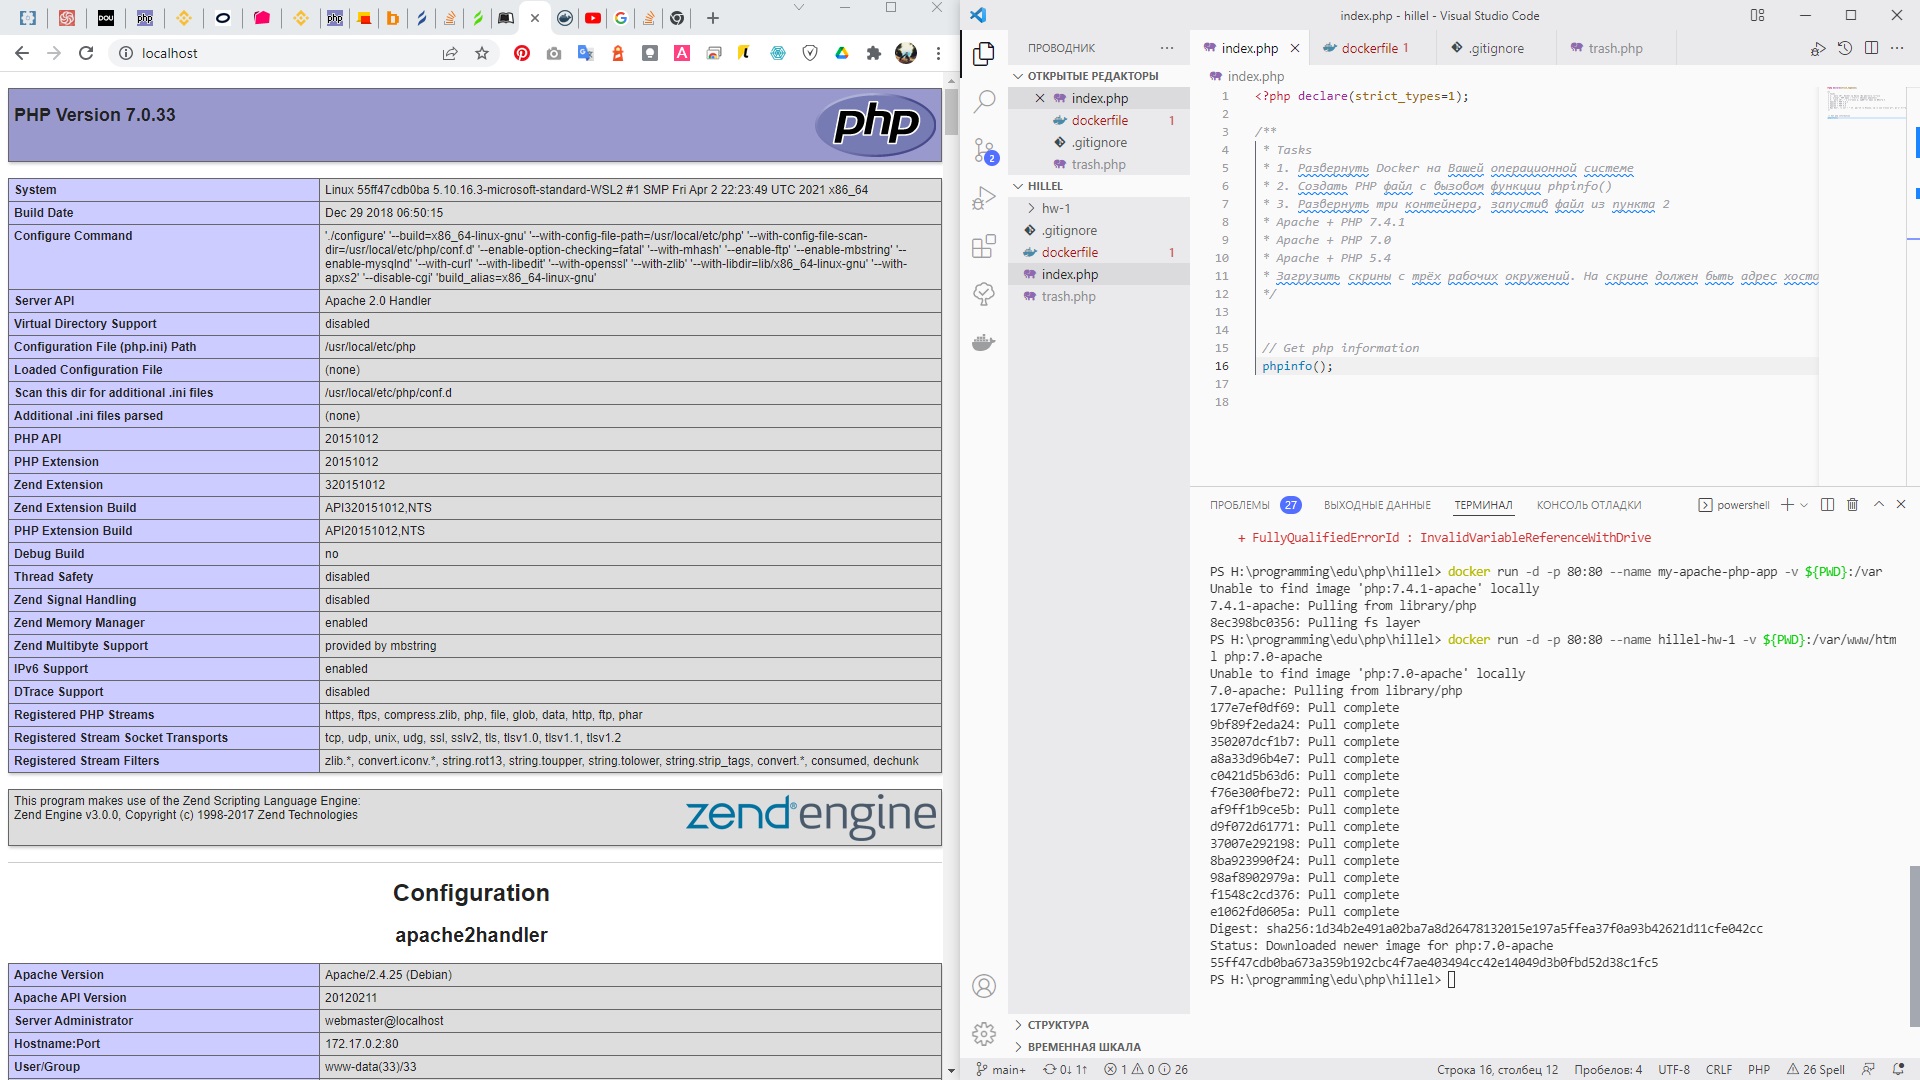 localhost
PHP Version 7.0.33
php
System	Linux 55ff47cdb0ba 5.10.16.3-microsoft-standard-WSL2 #1 SMP Fri Apr 2 22:23:49 UTC 2021 x86_64
Build Date	Dec 29 2018 06:50:15
Configure Command	'./configure' '--build=x86_64-linux-gnu' '--with-config-file-path=/usr/local/etc/php' '--with-config-file-scan-
dir=/usr/local/etc/php/conf.d' '--enable-option-checking=fatal' '--with-mhash' '--enable-ftp' '--enable-mbstring' '--
enable-mysqlnd' '--with-curl' '--with-libedit' '--with-openssl' '--with-zlib' '--with-libdir=lib/x86_64-linux-gnu' '--with-
apxs2' '--disable-cgi' 'build_alias=x86_64-linux-gnu'
Server API	Apache 2.0 Handler
Virtual Directory Support	disabled
Configuration File (php.ini) Path	/usr/local/etc/php
Loaded Configuration File	(none)
Scan this dir for additional .ini files	/usr/local/etc/php/conf.d
Additional .ini files parsed	(none)
PHP API	20151012
PHP Extension	20151012
Zend Extension	320151012
Zend Extension Build	API320151012,NTS
PHP Extension Build	API20151012,NTS
Debug Build	no
Thread Safety	disabled
Zend Signal Handling	disabled
Zend Memory Manager	enabled
Zend Multibyte Support	provided by mbstring
IPv6 Support	enabled
DTrace Support	disabled
Registered PHP Streams	https, ftps, compress.zlib, php, file, glob, data, http, ftp, phar
Registered Stream Socket Transports	tcp, udp, unix, udg, ssl, sslv2, tls, tlsv1.0, tlsv1.1, tlsv1.2
Registered Stream Filters	zlib.*, convert.iconv.*, string.rot13, string.toupper, string.tolower, string.strip_tags, convert.*, consumed, dechunk
This program makes use of the Zend Scripting Language Engine:
Zend Engine v3.0.0, Copyright (c) 1998-2017 Zend Technologies
zend®engine
Configuration
apache2handler
Apache Version	Apache/2.4.25 (Debian)
Apache API Version	20120211
Server Administrator	webmaster@localhost
Hostname:Port	172.17.0.2:80
User/Group	www-data(33)/33
index.php - hillel - Visual Studio Code
ПРОВОДНИК
ОТКРЫТЫЕ РЕДАКТОРЫ
index.php
dockerfile 1
.gitignore
trash.php
HILLEL
hw-1
.gitignore
dockerfile 1
index.php
trash.php
СТРУКТУРА
ВРЕМЕННАЯ ШКАЛА
2
index.php
dockerfile 1
.gitignore
trash.php
index.php
1 <?php declare(strict_types=1);
2
3 /**
4 * Tasks
5 * 1. Развернуть Docker на Вашей операционной системе
6 * 2. Создать PHP файл с вызовом функции phpinfo()
7 * 3. Развернуть три контейнера, запустив файл из пункта 2
8 * Apache + PHP 7.4.1
9 * Apache + PHP 7.0
10 * Apache + PHP 5.4
11 * Загрузить скрины с трёх рабочих окружений. На скрине должен быть адрес хоста
12 */
13
14
15 // Get php information
16 phpinfo();
17
18
ПРОБЛЕМЫ 27 ВЫХОДНЫЕ ДАННЫЕ ТЕРМИНАЛ КОНСОЛЬ ОТЛАДКИ powershell
+ FullyQualifiedErrorId : InvalidVariableReferenceWithDrive
PS H:\programming\edu\php\hillel> docker run -d -p 80:80 --name my-apache-php-app -v ${PWD}:/var
Unable to find image 'php:7.4.1-apache' locally
7.4.1-apache: Pulling from library/php
8ec398bc0356: Pulling fs layer
PS H:\programming\edu\php\hillel> docker run -d -p 80:80 --name hillel-hw-1 -v ${PWD}:/var/www/htm
l php:7.0-apache
Unable to find image 'php:7.0-apache' locally
7.0-apache: Pulling from library/php
177e7ef0df69: Pull complete
9bf89f2eda24: Pull complete
350207dcf1b7: Pull complete
a8a33d96b4e7: Pull complete
c0421d5b63d6: Pull complete
f76e300fbe72: Pull complete
af9ff1b9ce5b: Pull complete
d9f072d61771: Pull complete
37007e292198: Pull complete
8ba923990f24: Pull complete
98af8902979a: Pull complete
f1548c2cd376: Pull complete
e1062fd0605a: Pull complete
Digest: sha256:1d34b2e491a02ba7a8d26478132015e197a5ffea37f0a93b42621d11cfe042cc
Status: Downloaded newer image for php:7.0-apache
55ff47cdb0ba673a359b192cbc4f7ae403494cc42e14049d3b0fbd52d38c1fc5
PS H:\programming\edu\php\hillel>
main+ 0↓ 1↑ 1 0 26 Строка 16, столбец 12 Пробелов: 4 UTF-8 CRLF PHP 26 Spell